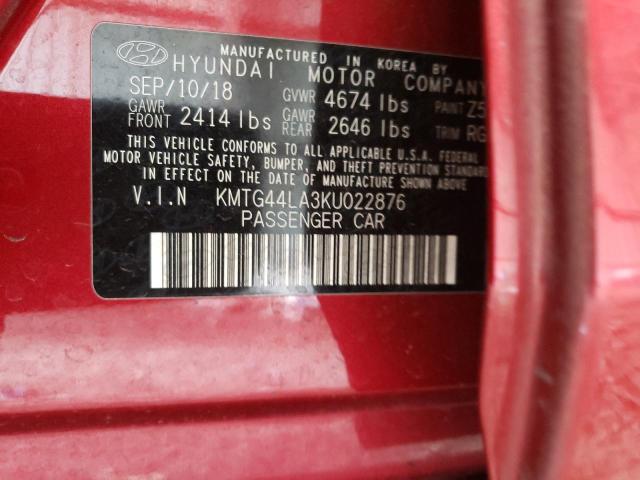 HYUNDAI
MANUFACTURED IN KOREA BY
MOTOR COMPANY
SEP/10/18 GVWR 4674 lbs PAINT Z5
GAWR FRONT 2414 lbs GAWR REAR 2646 lbs TRIM RG
THIS VEHICLE CONFORMS TO ALL APPLICABLE U.S.A. FEDERAL
MOTOR VEHICLE SAFETY, BUMPER, AND THEFT PREVENTION STANDARDS
IN EFFECT ON THE DATE OF MANUFACTURE SHOWN ABOVE.
V.I.N KMTG44LA3KU022876
PASSENGER CAR